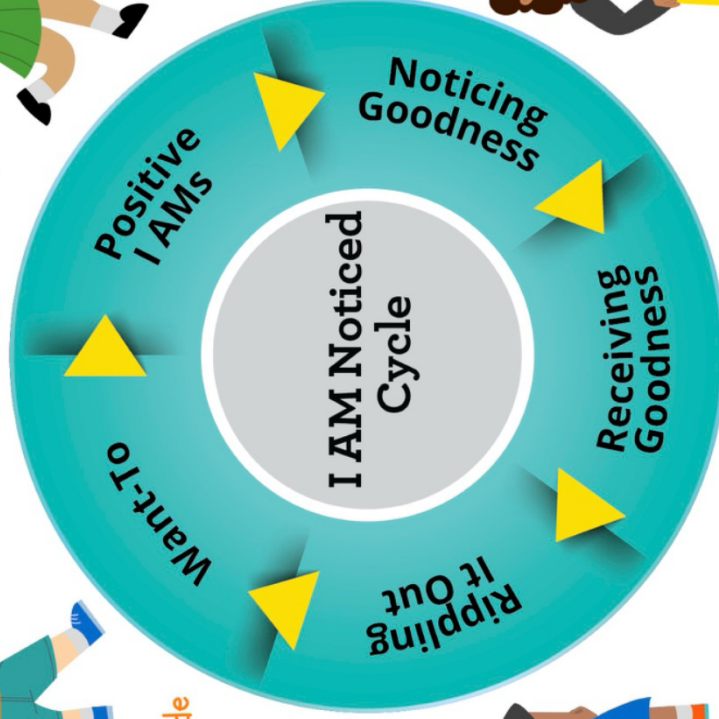 I AM Noticed
Cycle
Noticing
Goodness
Receiving
Goodness
Rippling
It Out
Want-To
Positive
I AMs